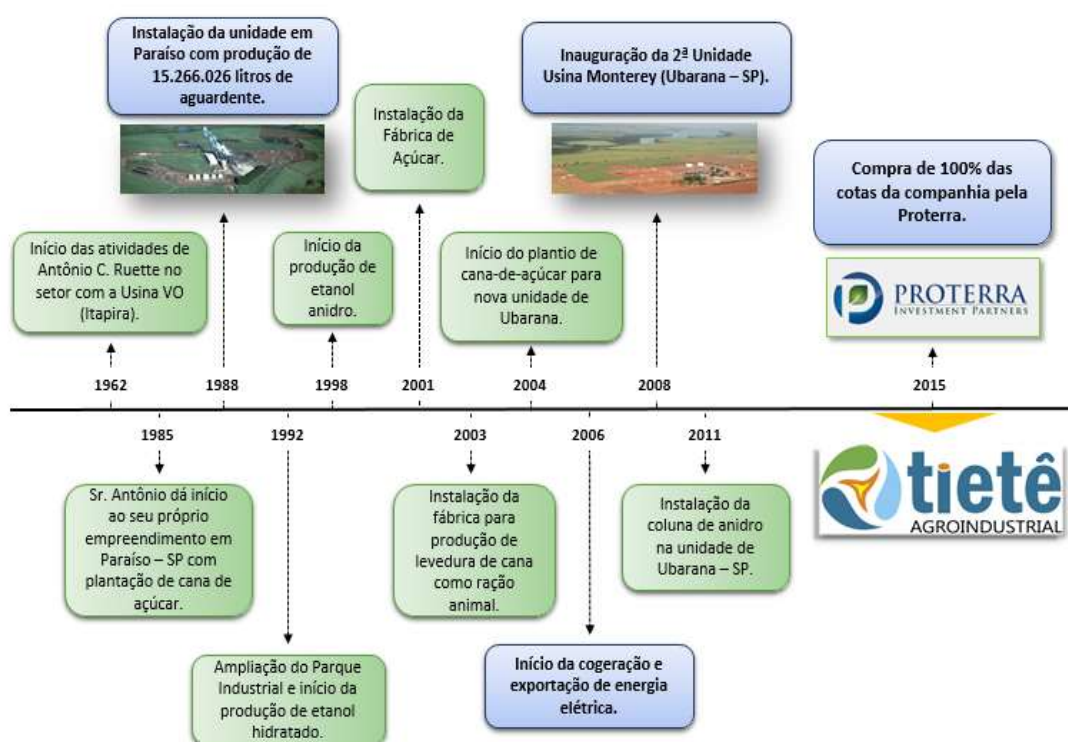 Instalação da unidade em
Paraíso com produção de
15.266.026 litros de
aguardente.
Instalação da
Fábrica de
Açúcar.
Inauguração da 2ª Unidade
Usina Monterey (Ubarana – SP).
Compra de 100% das
cotas da companhia pela
Proterra.
PROTERRA
INVESTMENT PARTNERS
Início das atividades de
Antônio C. Ruette no
setor com a Usina VO
(Itapira).
Início da
produção de
etanol
anidro.
Início do plantio de
cana-de-açúcar para
nova unidade de
Ubarana.
1962
1988
1998
2001
2004
2008
2015
1985
1992
2003
2006
2011
tietê
AGROINDUSTRIAL
Sr. Antônio dá início
ao seu próprio
empreendimento em
Paraíso – SP com
plantação de cana de
açúcar.
Instalação da
fábrica para
produção de
levedura de cana
como ração
animal.
Instalação da
coluna de anidro
na unidade de
Ubarana – SP.
Ampliação do Parque
Industrial e início da
produção de etanol
hidratado.
Início da cogeração e
exportação de energia
elétrica.